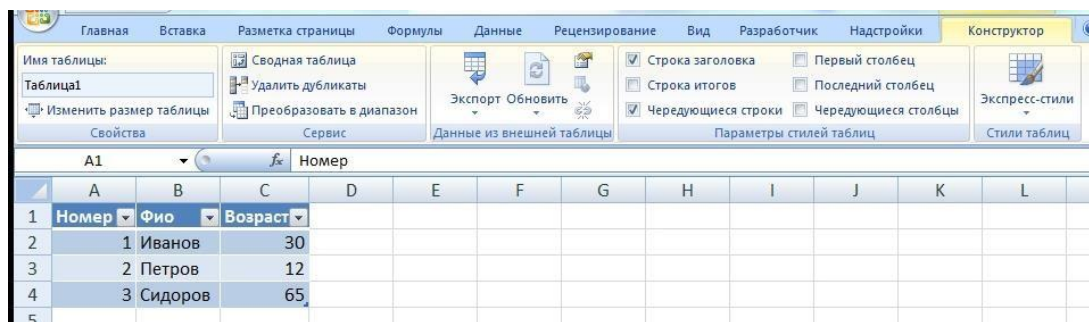 Главная Вставка Разметка страницы Формулы Данные Рецензирование Вид Разработчик Надстройки Конструктор
Имя таблицы:
Таблица1
Изменить размер таблицы
Свойства
Сводная таблица
Удалить дубликаты
Преобразовать в диапазон
Сервис
Экспорт Обновить
Данные из внешней таблицы
Строка заголовка
Строка итогов
Чередующиеся строки
Первый столбец
Последний столбец
Чередующиеся столбцы
Параметры стилей таблиц
Экспресс-стили
Стили таблиц
A1 fx Номер
A B C D E F G H I J K L
1 Номер Фио Возраст
2 1 Иванов 30
3 2 Петров 12
4 3 Сидоров 65
5